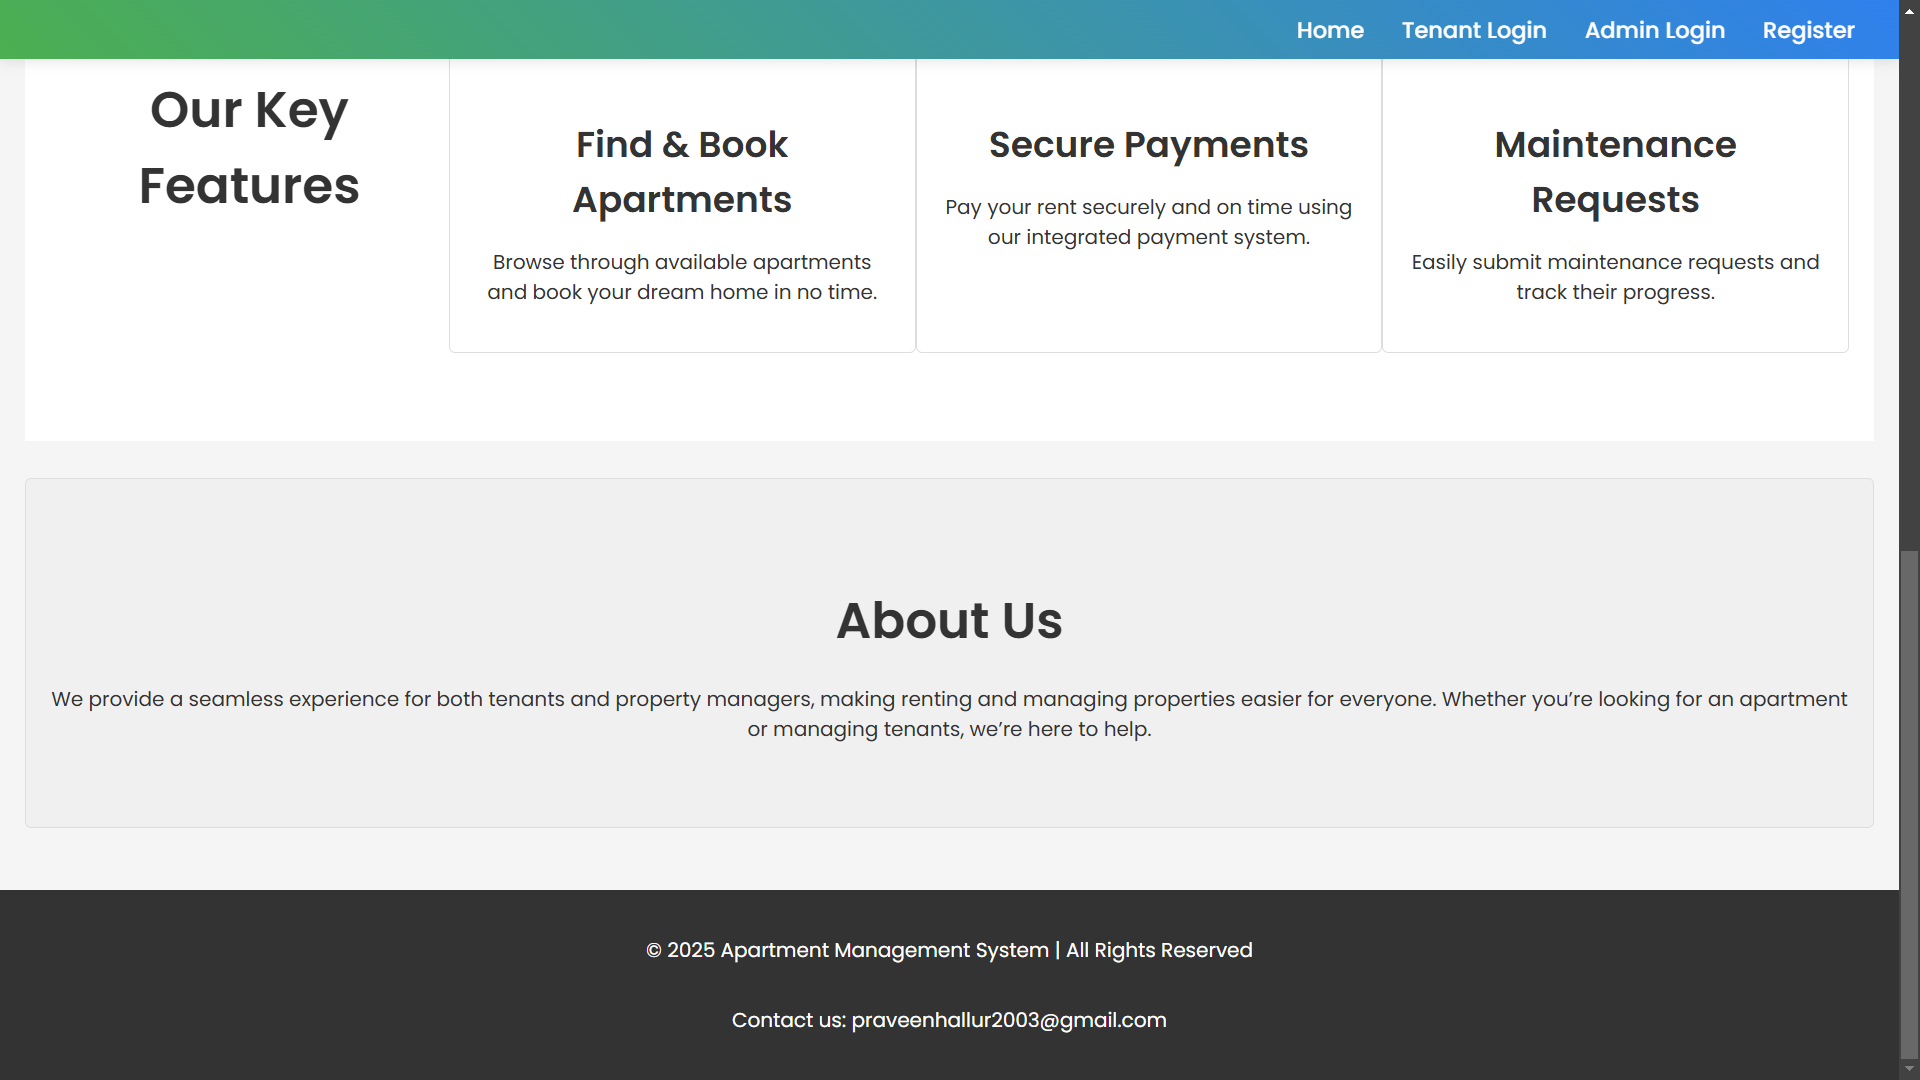 Home Tenant Login Admin Login Register
Our Key
Features
Find & Book
Apartments
Browse through available apartments
and book your dream home in no time.
Secure Payments
Pay your rent securely and on time using
our integrated payment system.
Maintenance
Requests
Easily submit maintenance requests and
track their progress.
About Us
We provide a seamless experience for both tenants and property managers, making renting and managing properties easier for everyone. Whether you’re looking for an apartment
or managing tenants, we’re here to help.
© 2025 Apartment Management System | All Rights Reserved
Contact us: praveenhallur2003@gmail.com